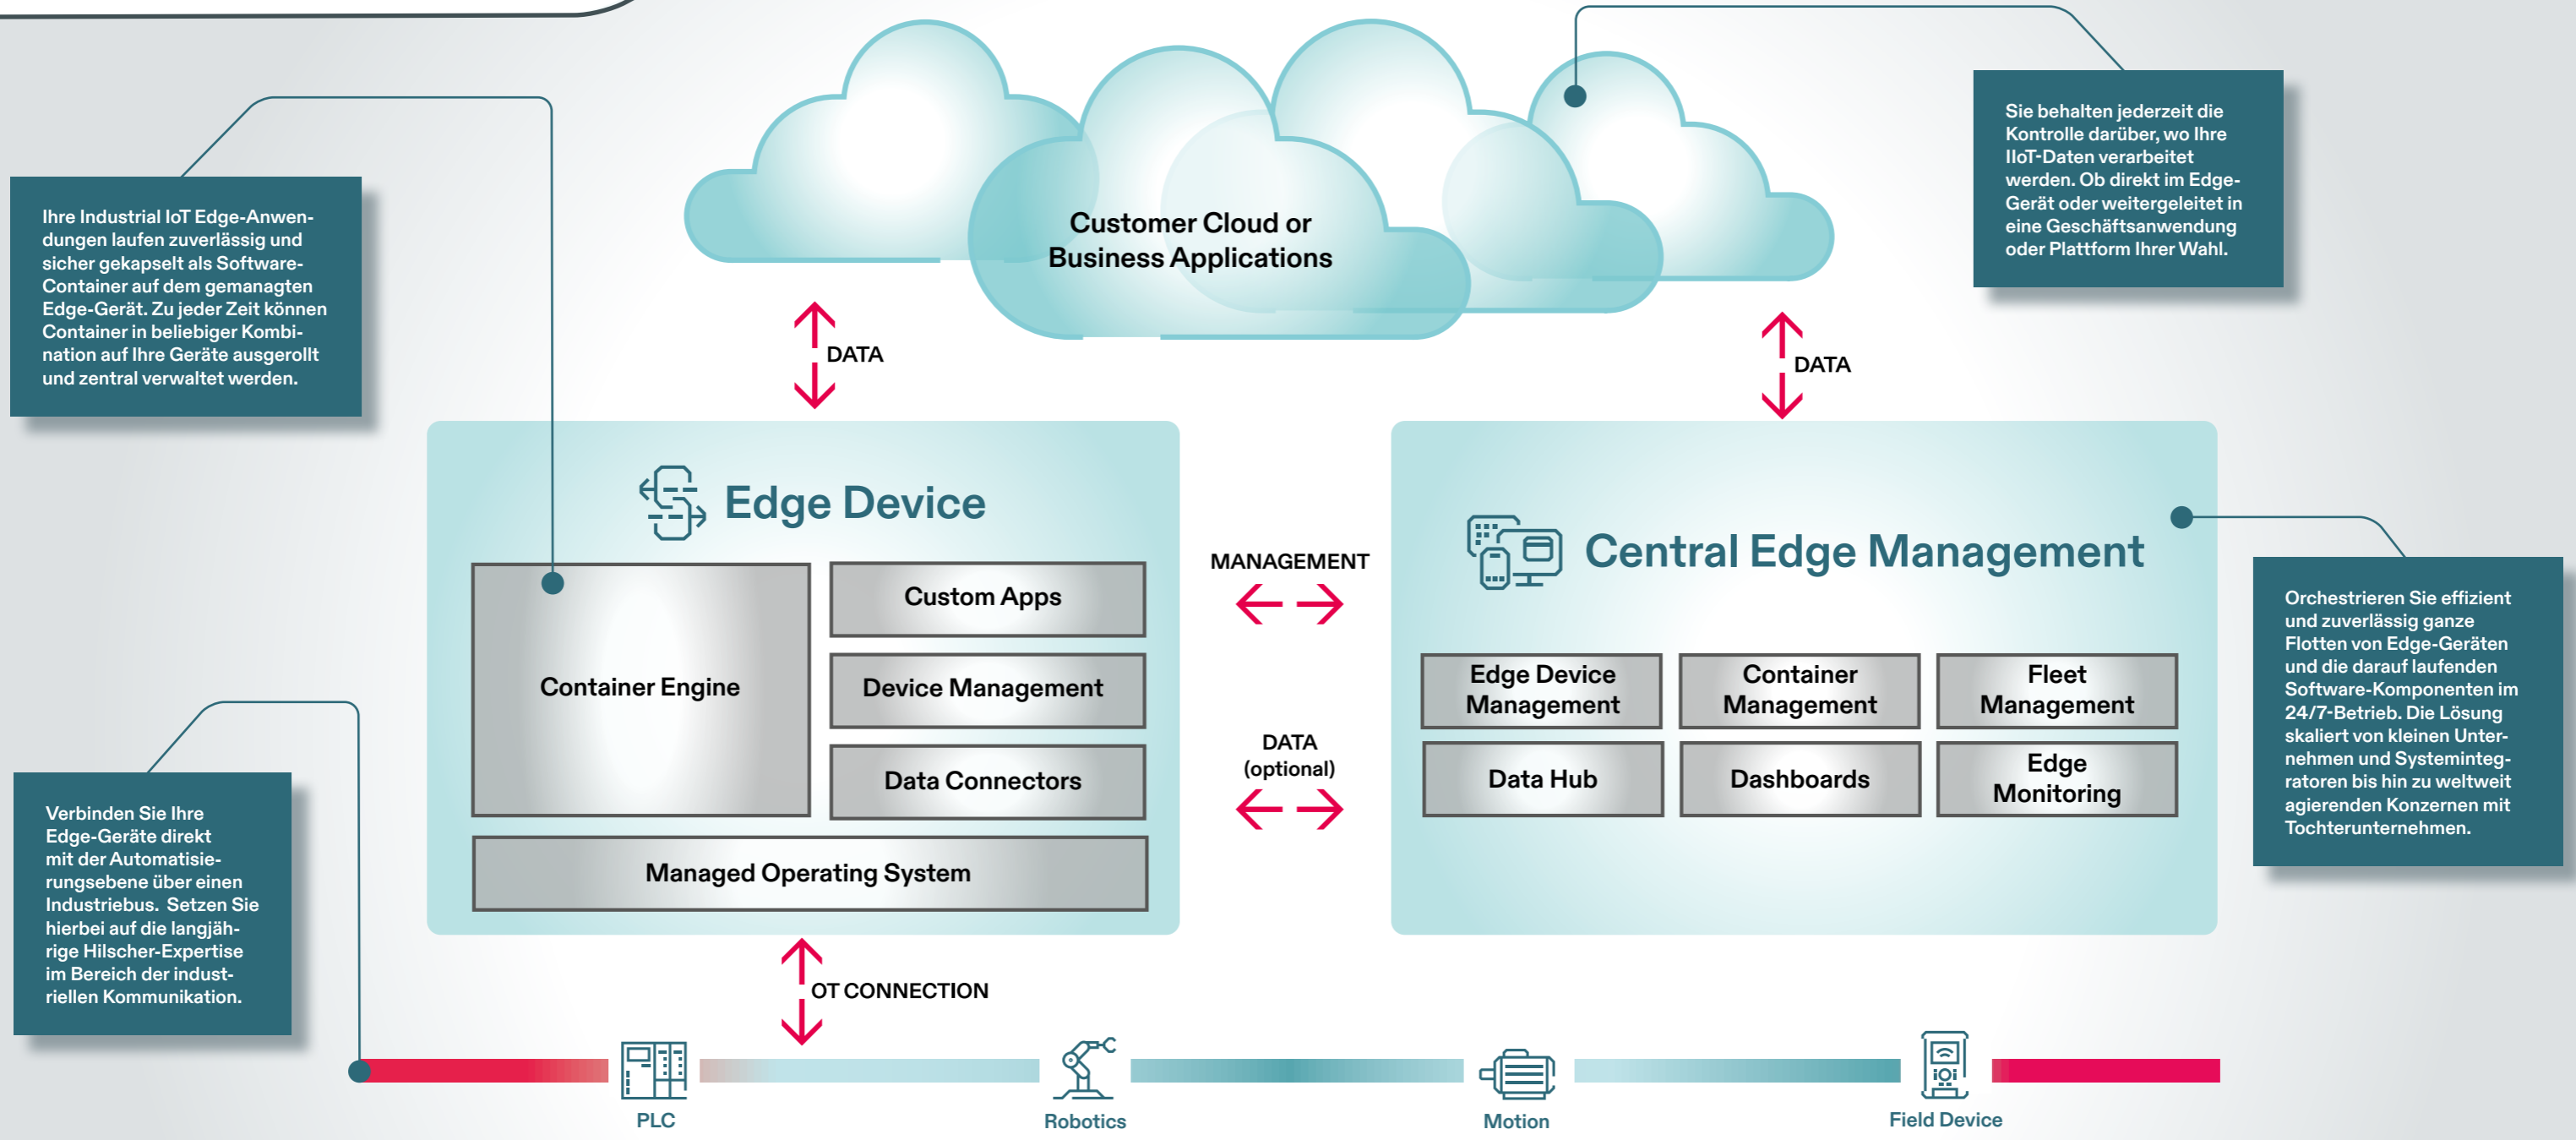 Sie behalten jederzeit die
Kontrolle darüber, wo Ihre
IIoT-Daten verarbeitet
werden. Ob direkt im Edge-
Gerät oder weitergeleitet in
eine Geschäftsanwendung
oder Plattform Ihrer Wahl.
Ihre Industrial IoT Edge-Anwen-
dungen laufen zuverlässig und
sicher gekapselt als Software-
Container auf dem gemanagten
Edge-Gerät. Zu jeder Zeit können
Container in beliebiger Kombi-
nation auf Ihre Geräte ausgerollt
und zentral verwaltet werden.
Customer Cloud or
Business Applications
DATA
DATA
Edge Device
Container Engine
Custom Apps
Device Management
Data Connectors
Managed Operating System
MANAGEMENT
DATA
(optional)
Central Edge Management
Edge Device
Management
Container
Management
Fleet
Management
Data Hub
Dashboards
Edge
Monitoring
Orchestrieren Sie effizient
und zuverlässig ganze
Flotten von Edge-Geräten
und die darauf laufenden
Software-Komponenten im
24/7-Betrieb. Die Lösung
skaliert von kleinen Unter-
nehmen und Systeminteg-
ratoren bis hin zu weltweit
agierenden Konzernen mit
Tochterunternehmen.
Verbinden Sie Ihre
Edge-Geräte direkt
mit der Automatisie-
rungsebene über einen
Industriebus. Setzen Sie
hierbei auf die langjäh-
rige Hilscher-Expertise
im Bereich der indust-
riellen Kommunikation.
OT CONNECTION
PLC
Robotics
Motion
Field Device